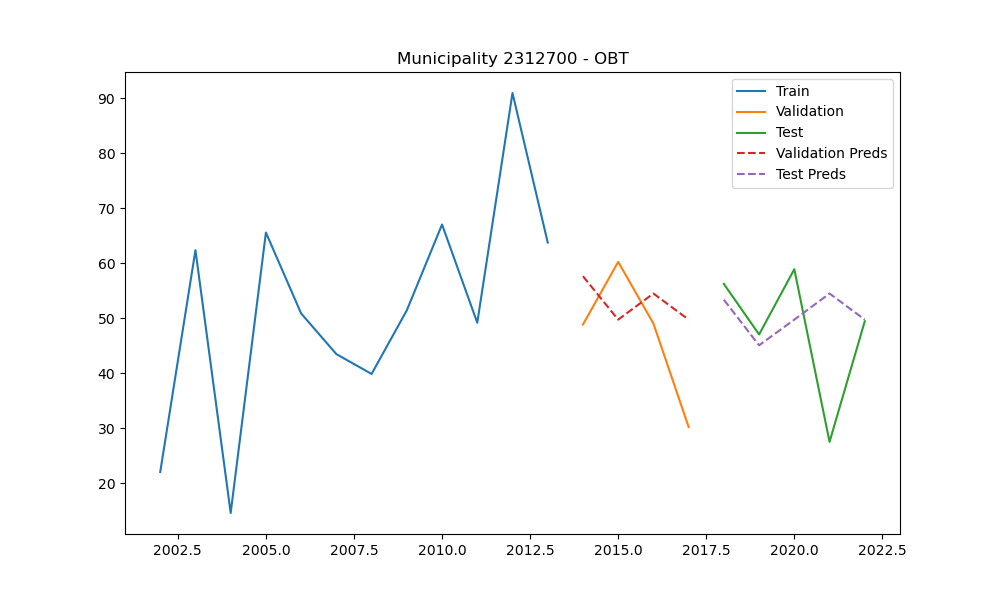 Municipality 2312700 - OBT
Train
Validation
Test
Validation Preds
Test Preds
90
80
70
60
50
40
30
20
2002.5 2005.0 2007.5 2010.0 2012.5 2015.0 2017.5 2020.0 2022.5